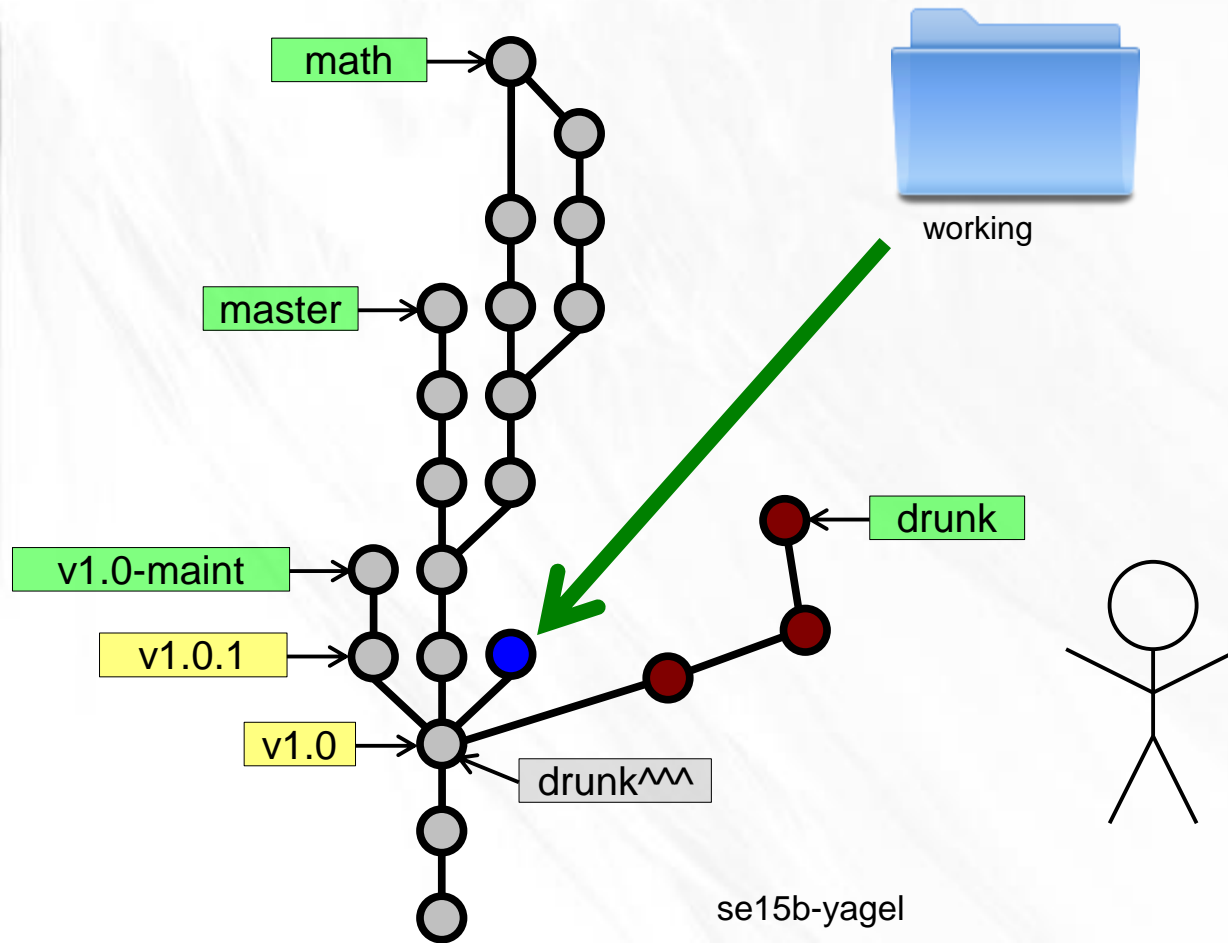 math
working
master
drunk
v1.0-maint
v1.0.1
v1.0
drunk^^^
se15b-yagel